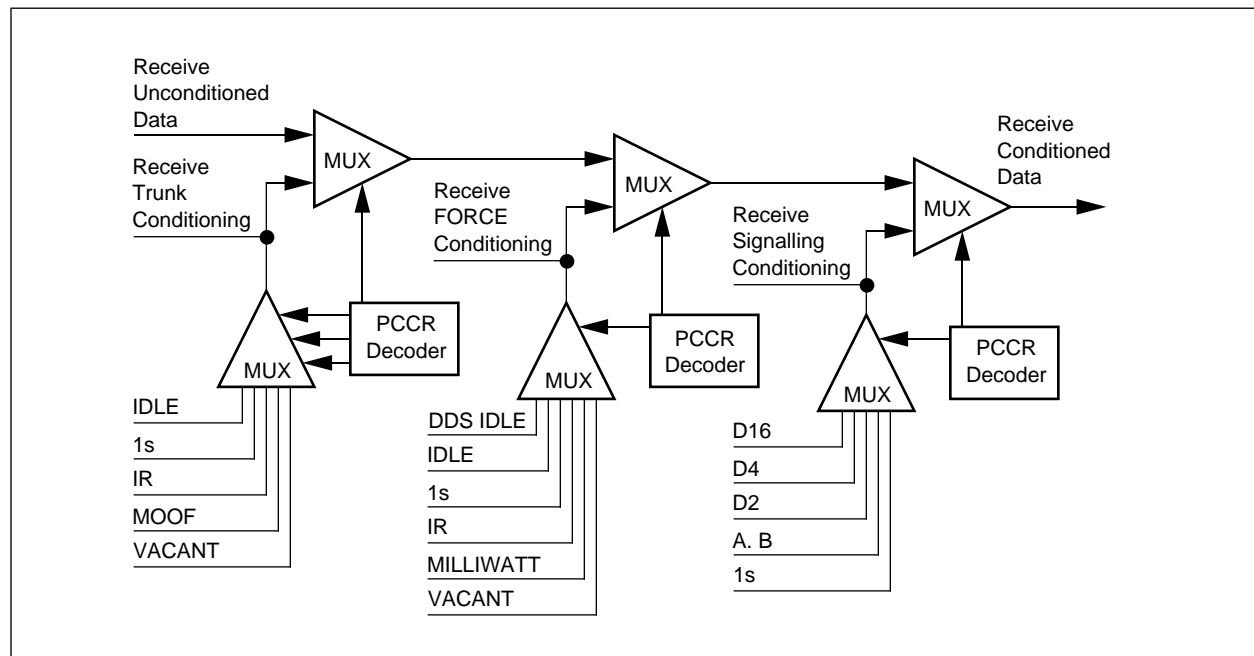 Receive
Unconditioned
Data
MUX
Receive
Trunk
Conditioning
PCCR
Decoder
MUX
IDLE
1s
IR
MOOF
VACANT
MUX
Receive
FORCE
Conditioning
PCCR
Decoder
MUX
DDS IDLE
IDLE
1s
IR
MILLIWATT
VACANT
Receive
Conditioned
Data
MUX
Receive
Signalling
Conditioning
PCCR
Decoder
MUX
D16
D4
D2
A. B
1s